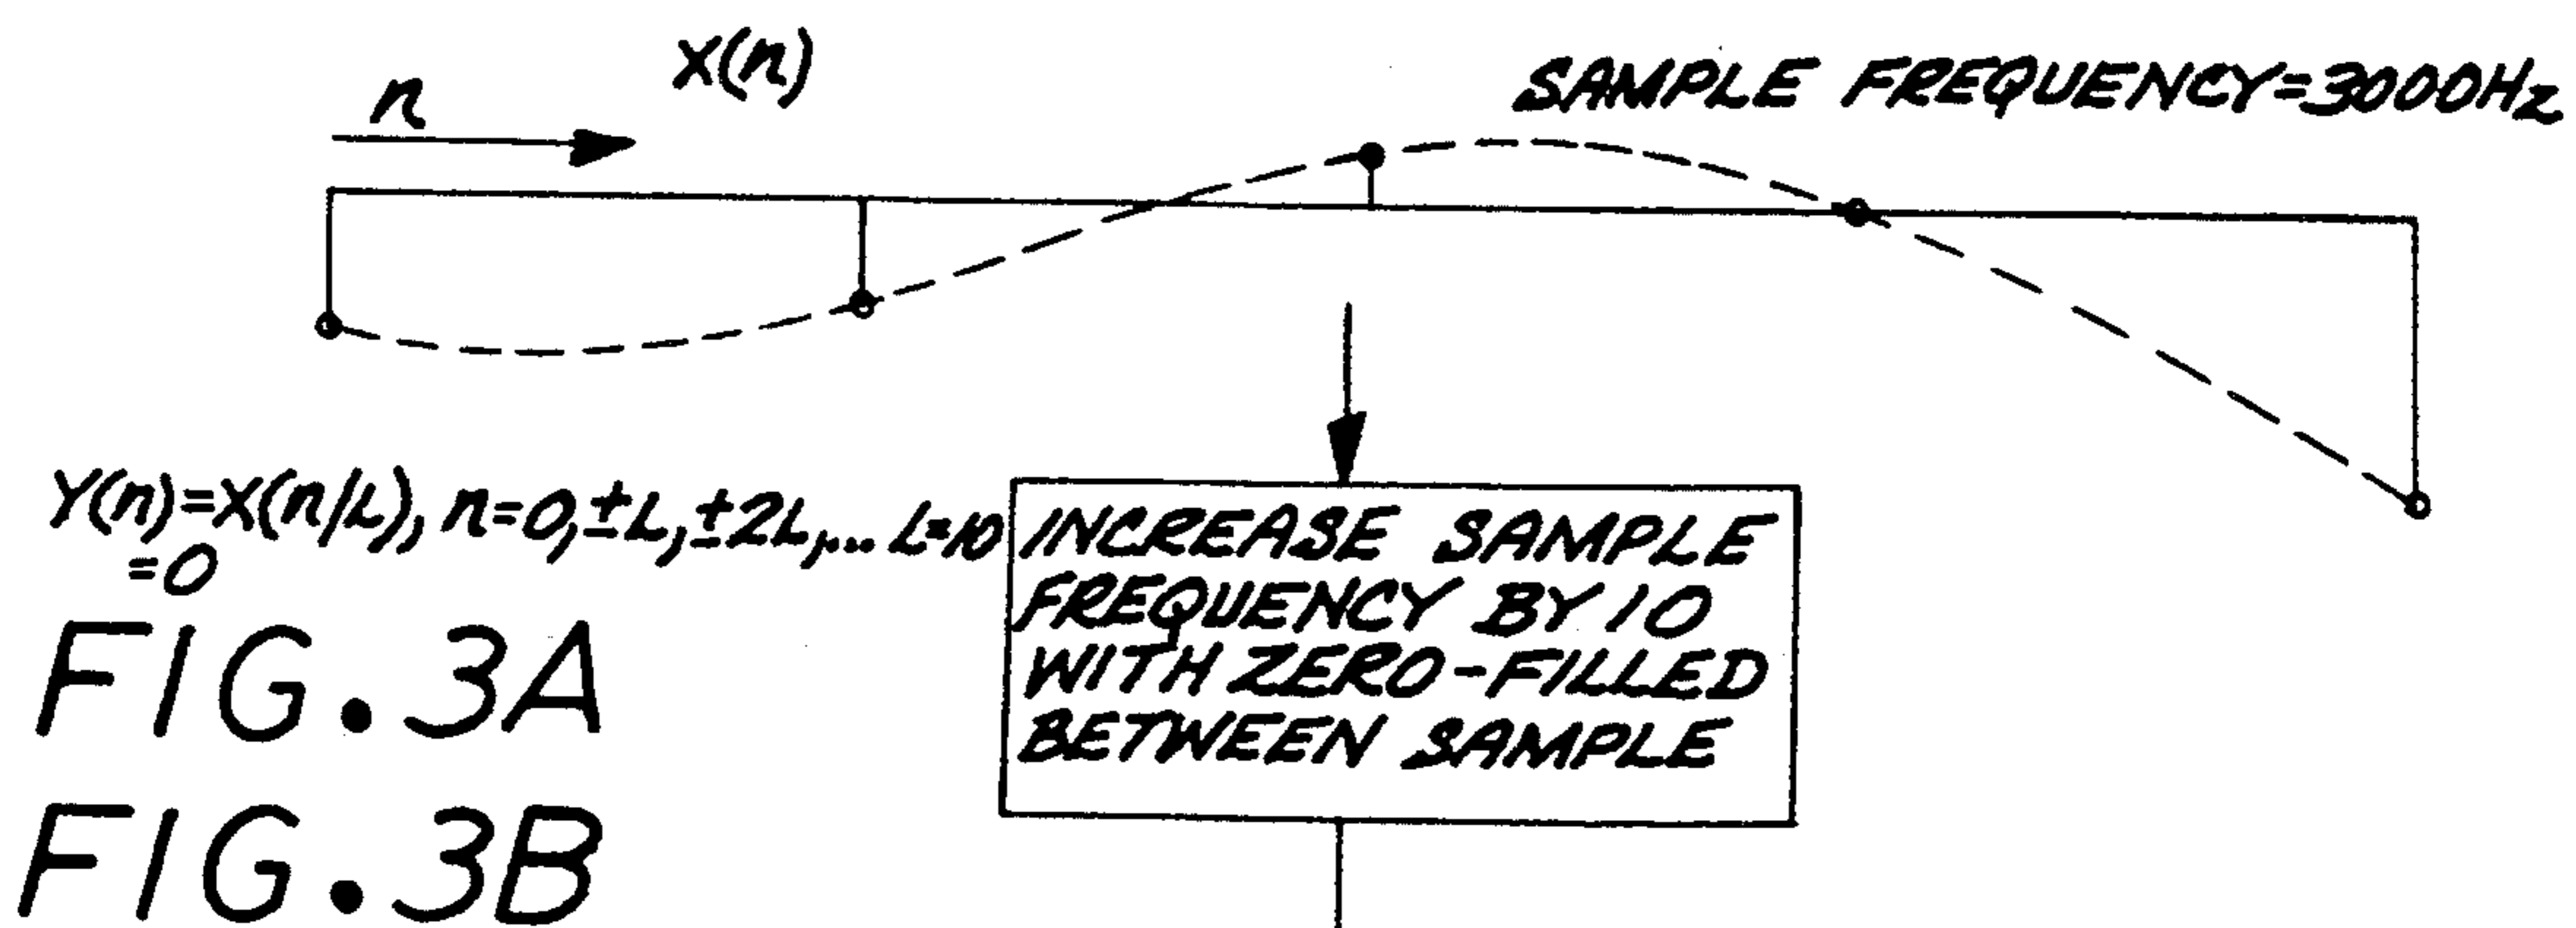 X(n)
n
SAMPLE FREQUENCY=3000Hz
Y(n)=X(n/L), n=0,±L,±2L,... L=10
=0
INCREASE SAMPLE
FREQUENCY BY 10
WITH ZERO-FILLED
BETWEEN SAMPLE
FIG. 3A
FIG. 3B